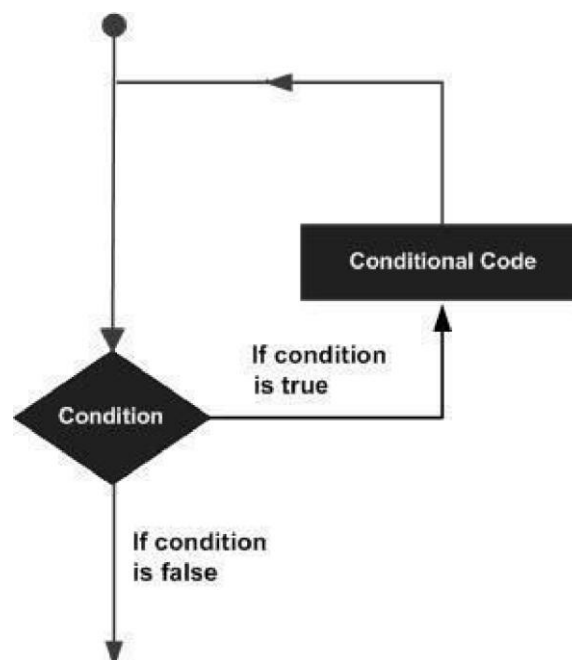 Conditional Code
If condition
is true
Condition
If condition
is false